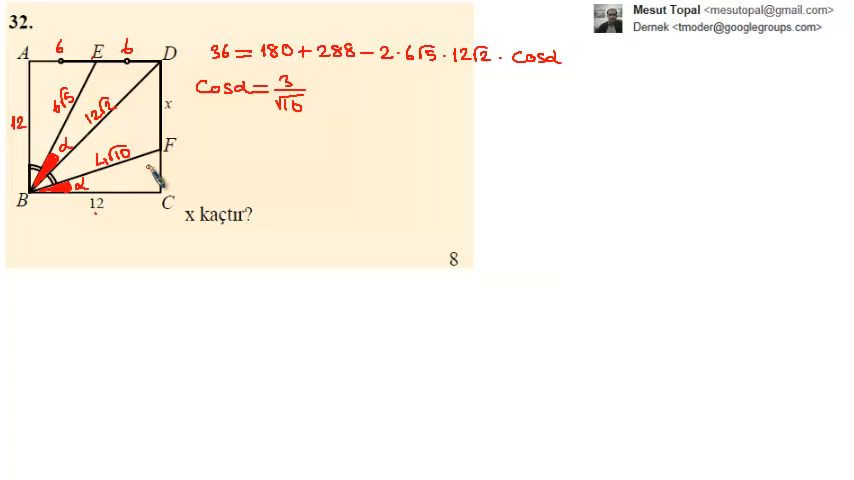 32.
Mesut Topal <mesutopal@gmail.com>
Dernek <tmoder@googlegroups.com>
A 6 E 6 D
36 = 180 + 288 - 2 · 6√5 · 12√2 · Cosα
Cosα = 3/√10
12 6√5 12√2 x
α 4√10 F
α
B 12 C
x kaçtır?
8